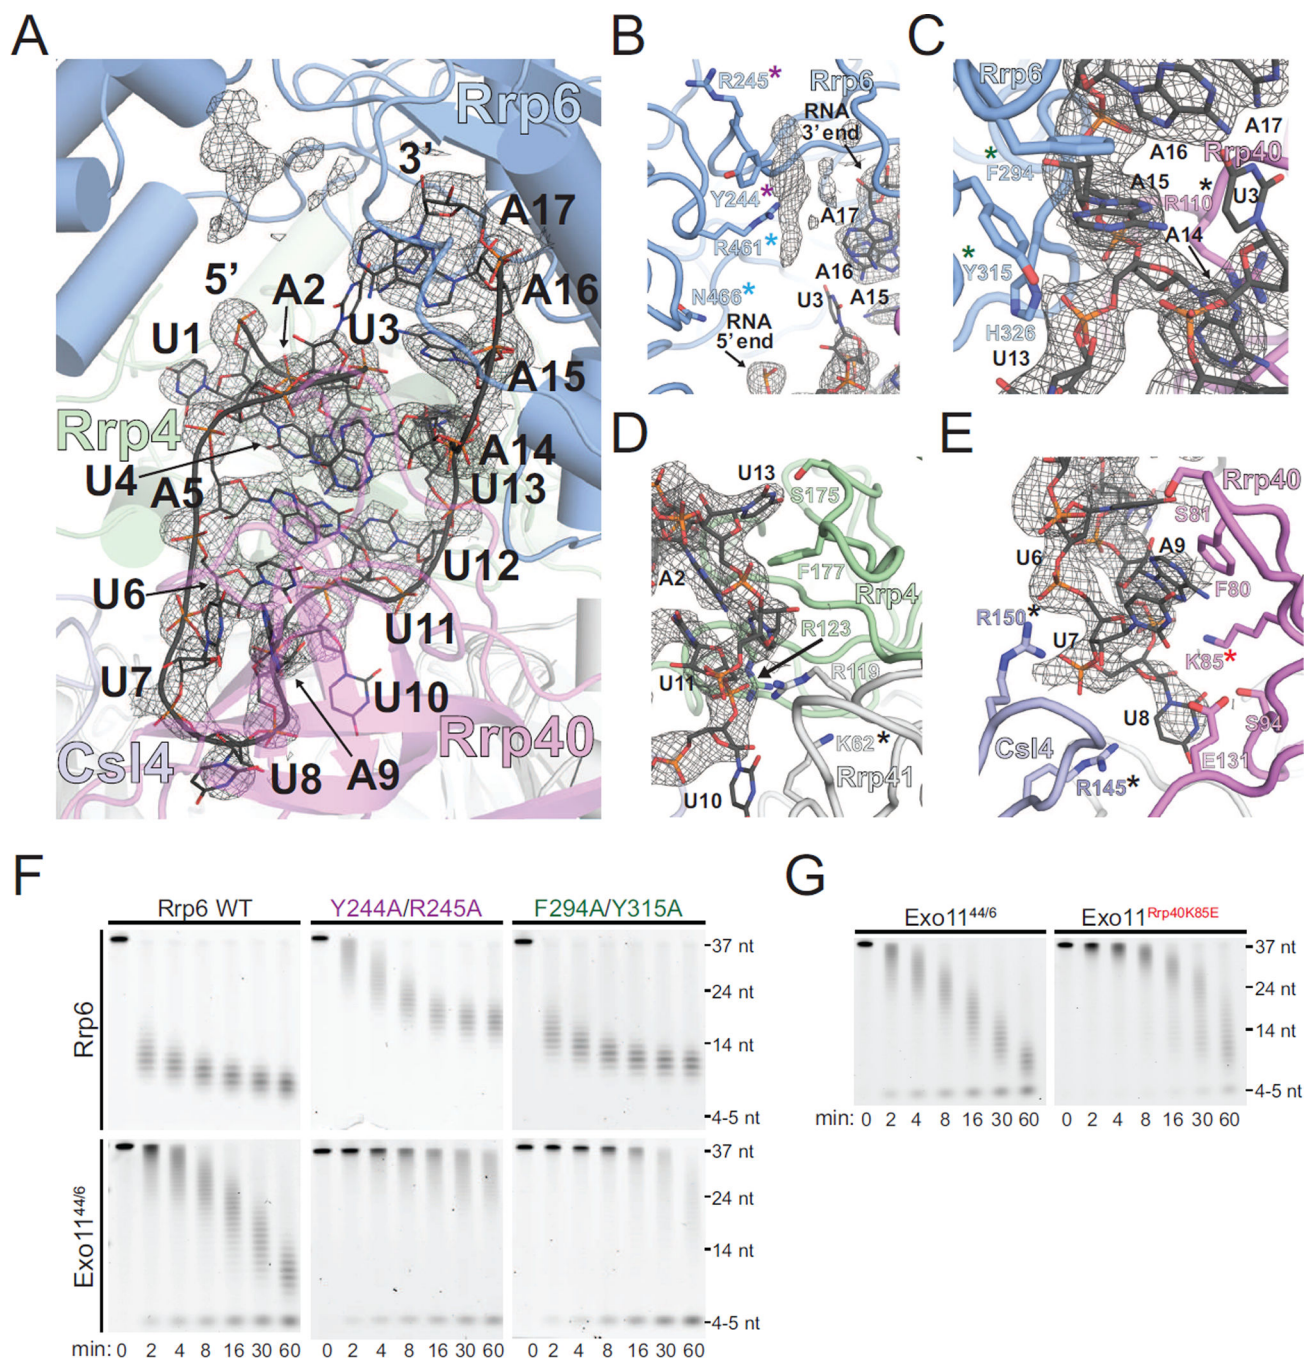 A
Rrp6
3'
A17
5'
A2
A16
U1
U3
A15
Rrp4
U4
A14
A5
U13
U12
U6
U11
U7
U10
Csl4
Rrp40
U8
A9
B
R245*
Rrp6
RNA
3' end
Y244*
A17
R461*
A16
N466*
U3
A15
RNA
5' end
C
Rrp6
A17
A16
Rrp40
*
F294
A15
*
R110
U3
*
A14
Y315
H326
U13
D
U13
S175
A2
F177
Rrp4
R123
U11
R119
K62*
Rrp41
U10
E
Rrp40
S81
U6
A9
F80
R150*
U7
K85*
U8
S94
Csl4
E131
R145*
F
Rrp6 WT
Y244A/R245A
F294A/Y315A
Rrp6
37 nt
24 nt
14 nt
4-5 nt
Exo11 44/6
37 nt
24 nt
14 nt
4-5 nt
min: 0 2 4 8 16 30 60
0 2 4 8 16 30 60
0 2 4 8 16 30 60
G
Exo11 44/6
Exo11 Rrp40K85E
37 nt
24 nt
14 nt
4-5 nt
min: 0 2 4 8 16 30 60
0 2 4 8 16 30 60